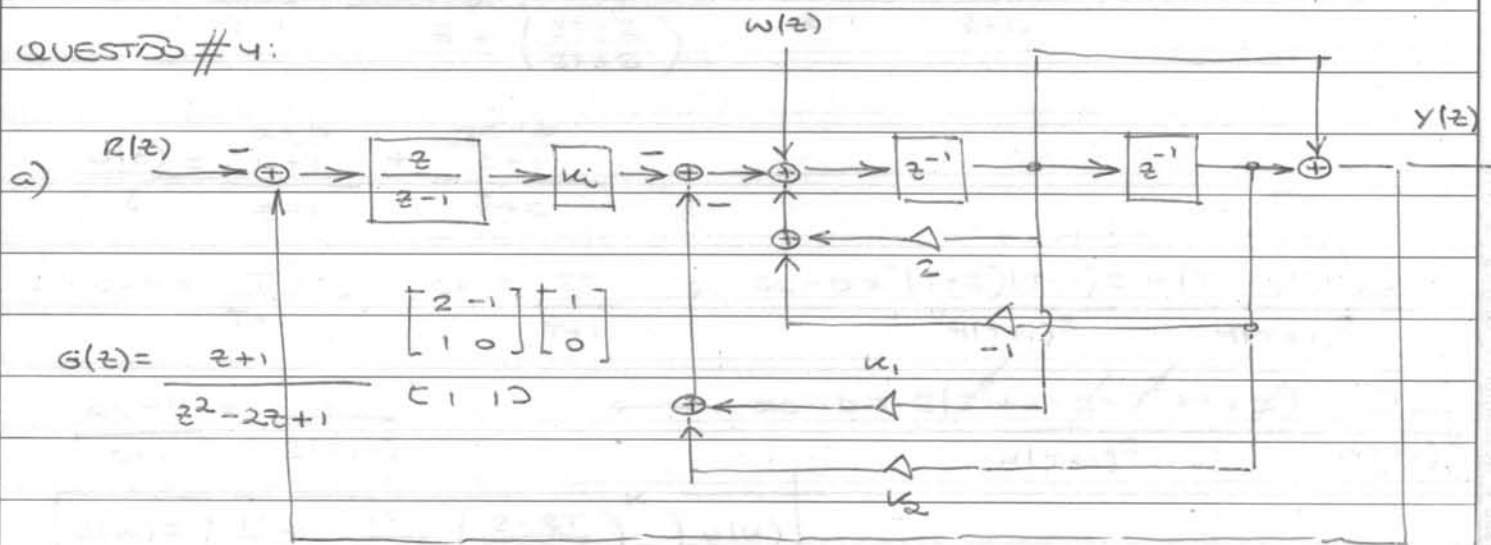 QUESTÃO #4:
W(z)
a)
R(z)
-
z
z-1
Ki
-
-
z⁻¹
z⁻¹
Y(z)
2
-1
G(z)= z+1
z²-2z+1
[2 -1] [1]
[1 0] [0]
[1 1]
K1
K2